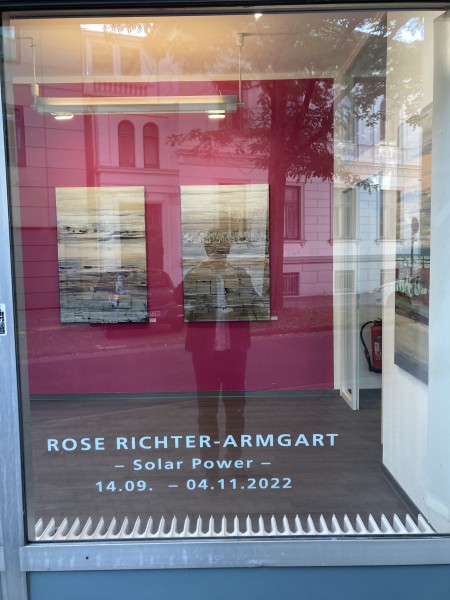 ROSE RICHTER-ARMGART
– Solar Power –
14.09. – 04.11.2022